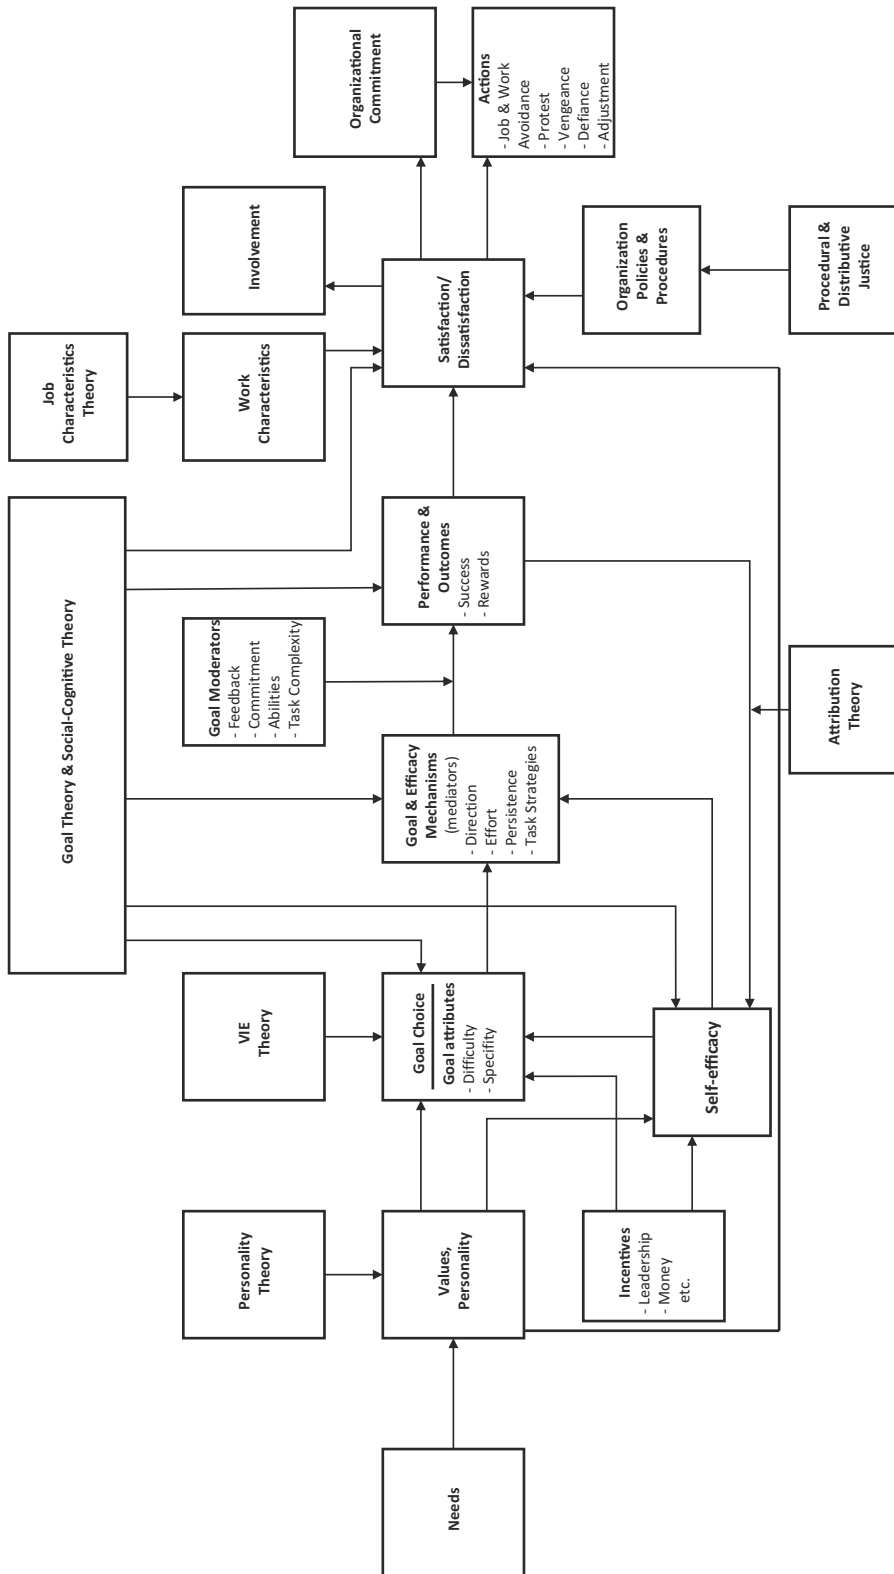 Needs
Personality
Theory
Values,
Personality
Incentives
- Leadership
- Money
etc.
VIE
Theory
Goal Choice
Goal attributes
- Difficulty
- Specifity
Self-efficacy
Goal Theory & Social-Cognitive Theory
Goal & Efficacy
Mechanisms
(mediators)
- Direction
- Effort
- Persistence
- Task Strategies
Goal Moderators
- Feedback
- Commitment
- Abilities
- Task Complexity
Performance &
Outcomes
- Success
- Rewards
Attribution
Theory
Job
Characteristics
Theory
Work
Characteristics
Involvement
Satisfaction/
Dissatisfaction
Organization
Policies &
Procedures
Procedural &
Distributive
Justice
Organizational
Commitment
Actions
- Job & Work
Avoidance
- Protest
- Vengeance
- Defiance
- Adjustment